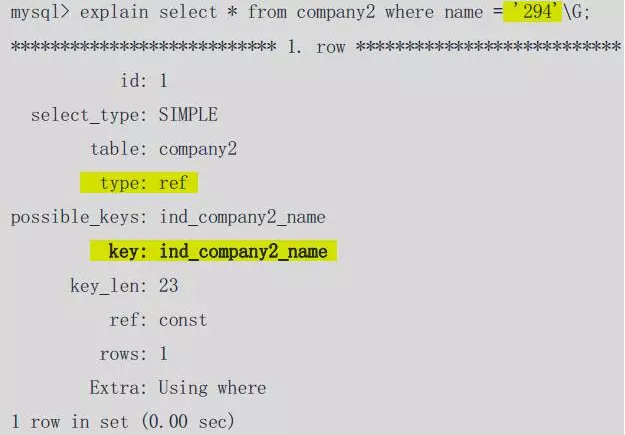 mysql> explain select * from company2 where name ='294'\G;
*************************** 1. row ***************************
id: 1
select_type: SIMPLE
table: company2
type: ref
possible_keys: ind_company2_name
key: ind_company2_name
key_len: 23
ref: const
rows: 1
Extra: Using where
1 row in set (0.00 sec)